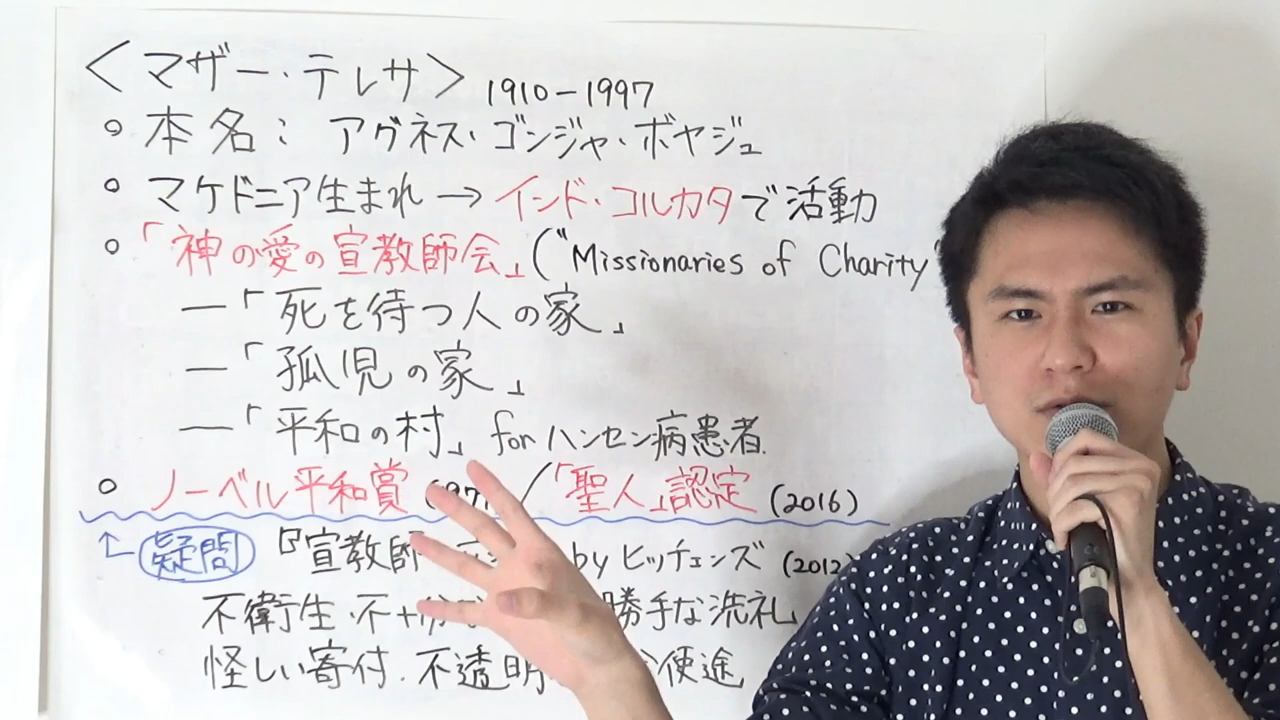 <マザー・テレサ> 1910-1997
○ 本名: アグネス・ゴンジャ・ボヤジュ
○ マケドニア生まれ → インド・コルカタで活動
○ 「神の愛の宣教師会」("Missionaries of Charity"
―「死を待つ人の家」
―「孤児の家」
―「平和の村」 for ハンセン病患者.
○ ノーベル平和賞 (197 / 「聖人」認定 (2016)
疑問 『宣教師 by ヒッチェンズ (2012
不衛生・不十分 勝手な洗礼
怪しい寄付. 不透明 使途